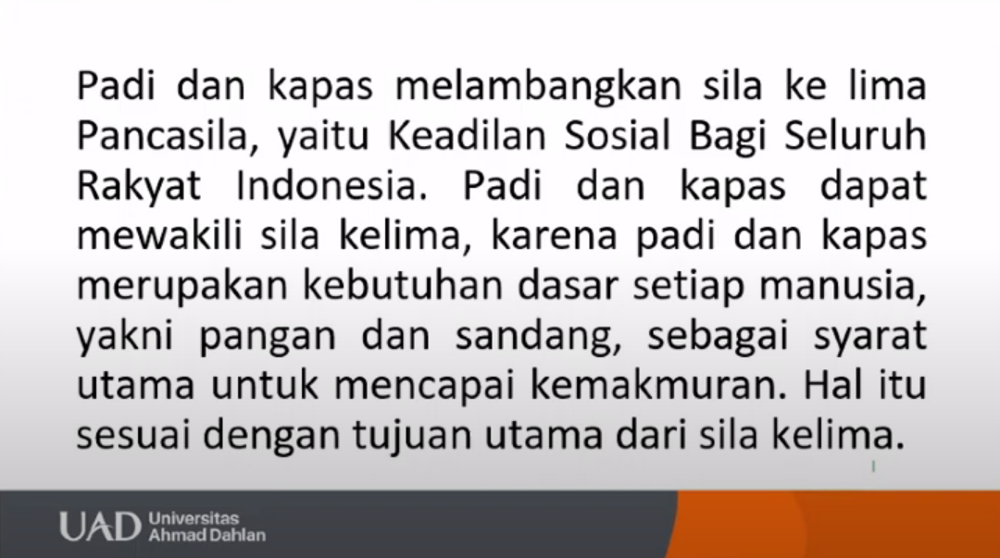 Padi dan kapas melambangkan sila ke lima
Pancasila, yaitu Keadilan Sosial Bagi Seluruh
Rakyat Indonesia. Padi dan kapas dapat
mewakili sila kelima, karena padi dan kapas
merupakan kebutuhan dasar setiap manusia,
yakni pangan dan sandang, sebagai syarat
utama untuk mencapai kemakmuran. Hal itu
sesuai dengan tujuan utama dari sila kelima.
UAD
Universitas
Ahmad Dahlan